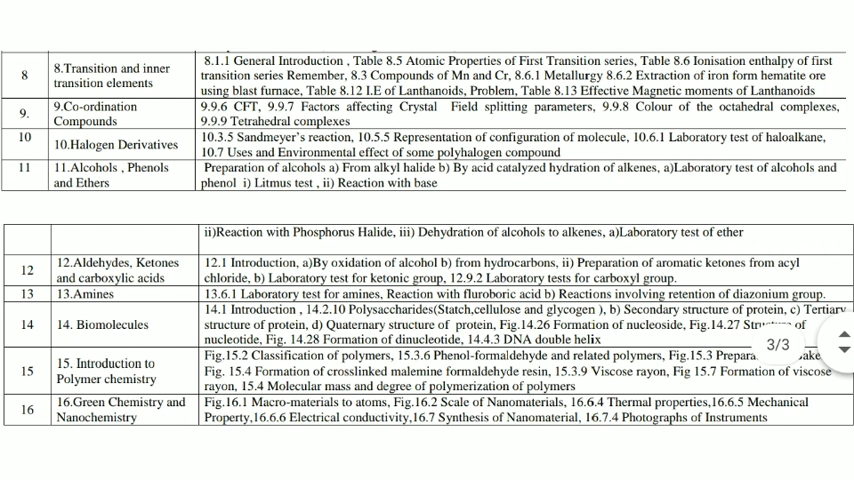 8.1.1 General Introduction , Table 8.5 Atomic Properties of First Transition series, Table 8.6 Ionisation enthalpy of first
8 8.Transition and inner transition series Remember, 8.3 Compounds of Mn and Cr, 8.6.1 Metallurgy 8.6.2 Extraction of iron form hematite ore
transition elements using blast furnace, Table 8.12 I.E of Lanthanoids, Problem, Table 8.13 Effective Magnetic moments of Lanthanoids
9. 9.Co-ordination 9.9.6 CFT, 9.9.7 Factors affecting Crystal Field splitting parameters, 9.9.8 Colour of the octahedral complexes,
Compounds 9.9.9 Tetrahedral complexes
10 10.Halogen Derivatives 10.3.5 Sandmeyer's reaction, 10.5.5 Representation of configuration of molecule, 10.6.1 Laboratory test of haloalkane,
10.7 Uses and Environmental effect of some polyhalogen compound
11 11.Alcohols , Phenols Preparation of alcohols a) From alkyl halide b) By acid catalyzed hydration of alkenes, a)Laboratory test of alcohols and
and Ethers phenol i) Litmus test , ii) Reaction with base
ii)Reaction with Phosphorus Halide, iii) Dehydration of alcohols to alkenes, a)Laboratory test of ether
12 12.Aldehydes, Ketones 12.1 Introduction, a)By oxidation of alcohol b) from hydrocarbons, ii) Preparation of aromatic ketones from acyl
and carboxylic acids chloride, b) Laboratory test for ketonic group, 12.9.2 Laboratory tests for carboxyl group.
13 13.Amines 13.6.1 Laboratory test for amines, Reaction with fluroboric acid b) Reactions involving retention of diazonium group.
14 14. Biomolecules 14.1 Introduction , 14.2.10 Polysaccharides(Statch,cellulose and glycogen ), b) Secondary structure of protein, c) Tertiary
structure of protein, d) Quaternary structure of protein, Fig.14.26 Formation of nucleoside, Fig.14.27 of
nucleotide, Fig. 14.28 Formation of dinucleotide, 14.4.3 DNA double helix
3/3
15 15. Introduction to Fig.15.2 Classification of polymers, 15.3.6 Phenol-formaldehyde and related polymers, Fig.15.3
Polymer chemistry Fig. 15.4 Formation of crosslinked malemine formaldehyde resin, 15.3.9 Viscose rayon, Fig 15.7 Formation of viscose
rayon, 15.4 Molecular mass and degree of polymerization of polymers
16 16.Green Chemistry and Fig.16.1 Macro-materials to atoms, Fig.16.2 Scale of Nanomaterials, 16.6.4 Thermal properties,16.6.5 Mechanical
Nanochemistry Property,16.6.6 Electrical conductivity,16.7 Synthesis of Nanomaterial, 16.7.4 Photographs of Instruments